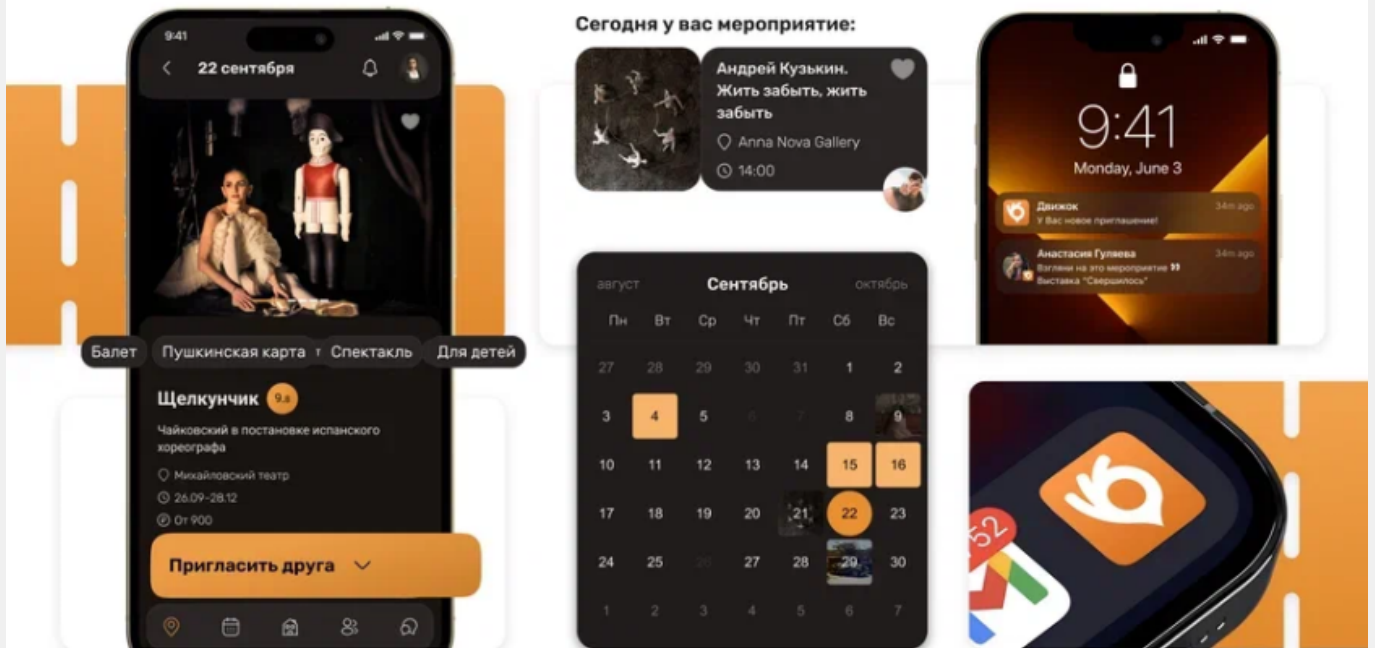 9:41
22 сентября
Балет
Пушкинская карта
т
Спектакль
Для детей
Щелкунчик 9.8
Чайковский в постановке испанского
хореографа
Михайловский театр
26.09-28.12
От 900
Пригласить друга
Сегодня у вас мероприятие:
Андрей Кузькин.
Жить забыть, жить
забыть
Anna Nova Gallery
14:00
август Сентябрь октябрь
Пн Вт Ср Чт Пт Сб Вс
27 28 29 30 31 1 2
3 4 5 6 7 8 9
10 11 12 13 14 15 16
17 18 19 20 21 22 23
24 25 26 27 28 29 30
1 2 3 4 5 6 7
9:41
Monday, June 3
Движок 34m ago
У Вас новое приглашение!
Анастасия Гуляева 34m ago
Взгляни на это мероприятие
Выставка "Свершилось"
52